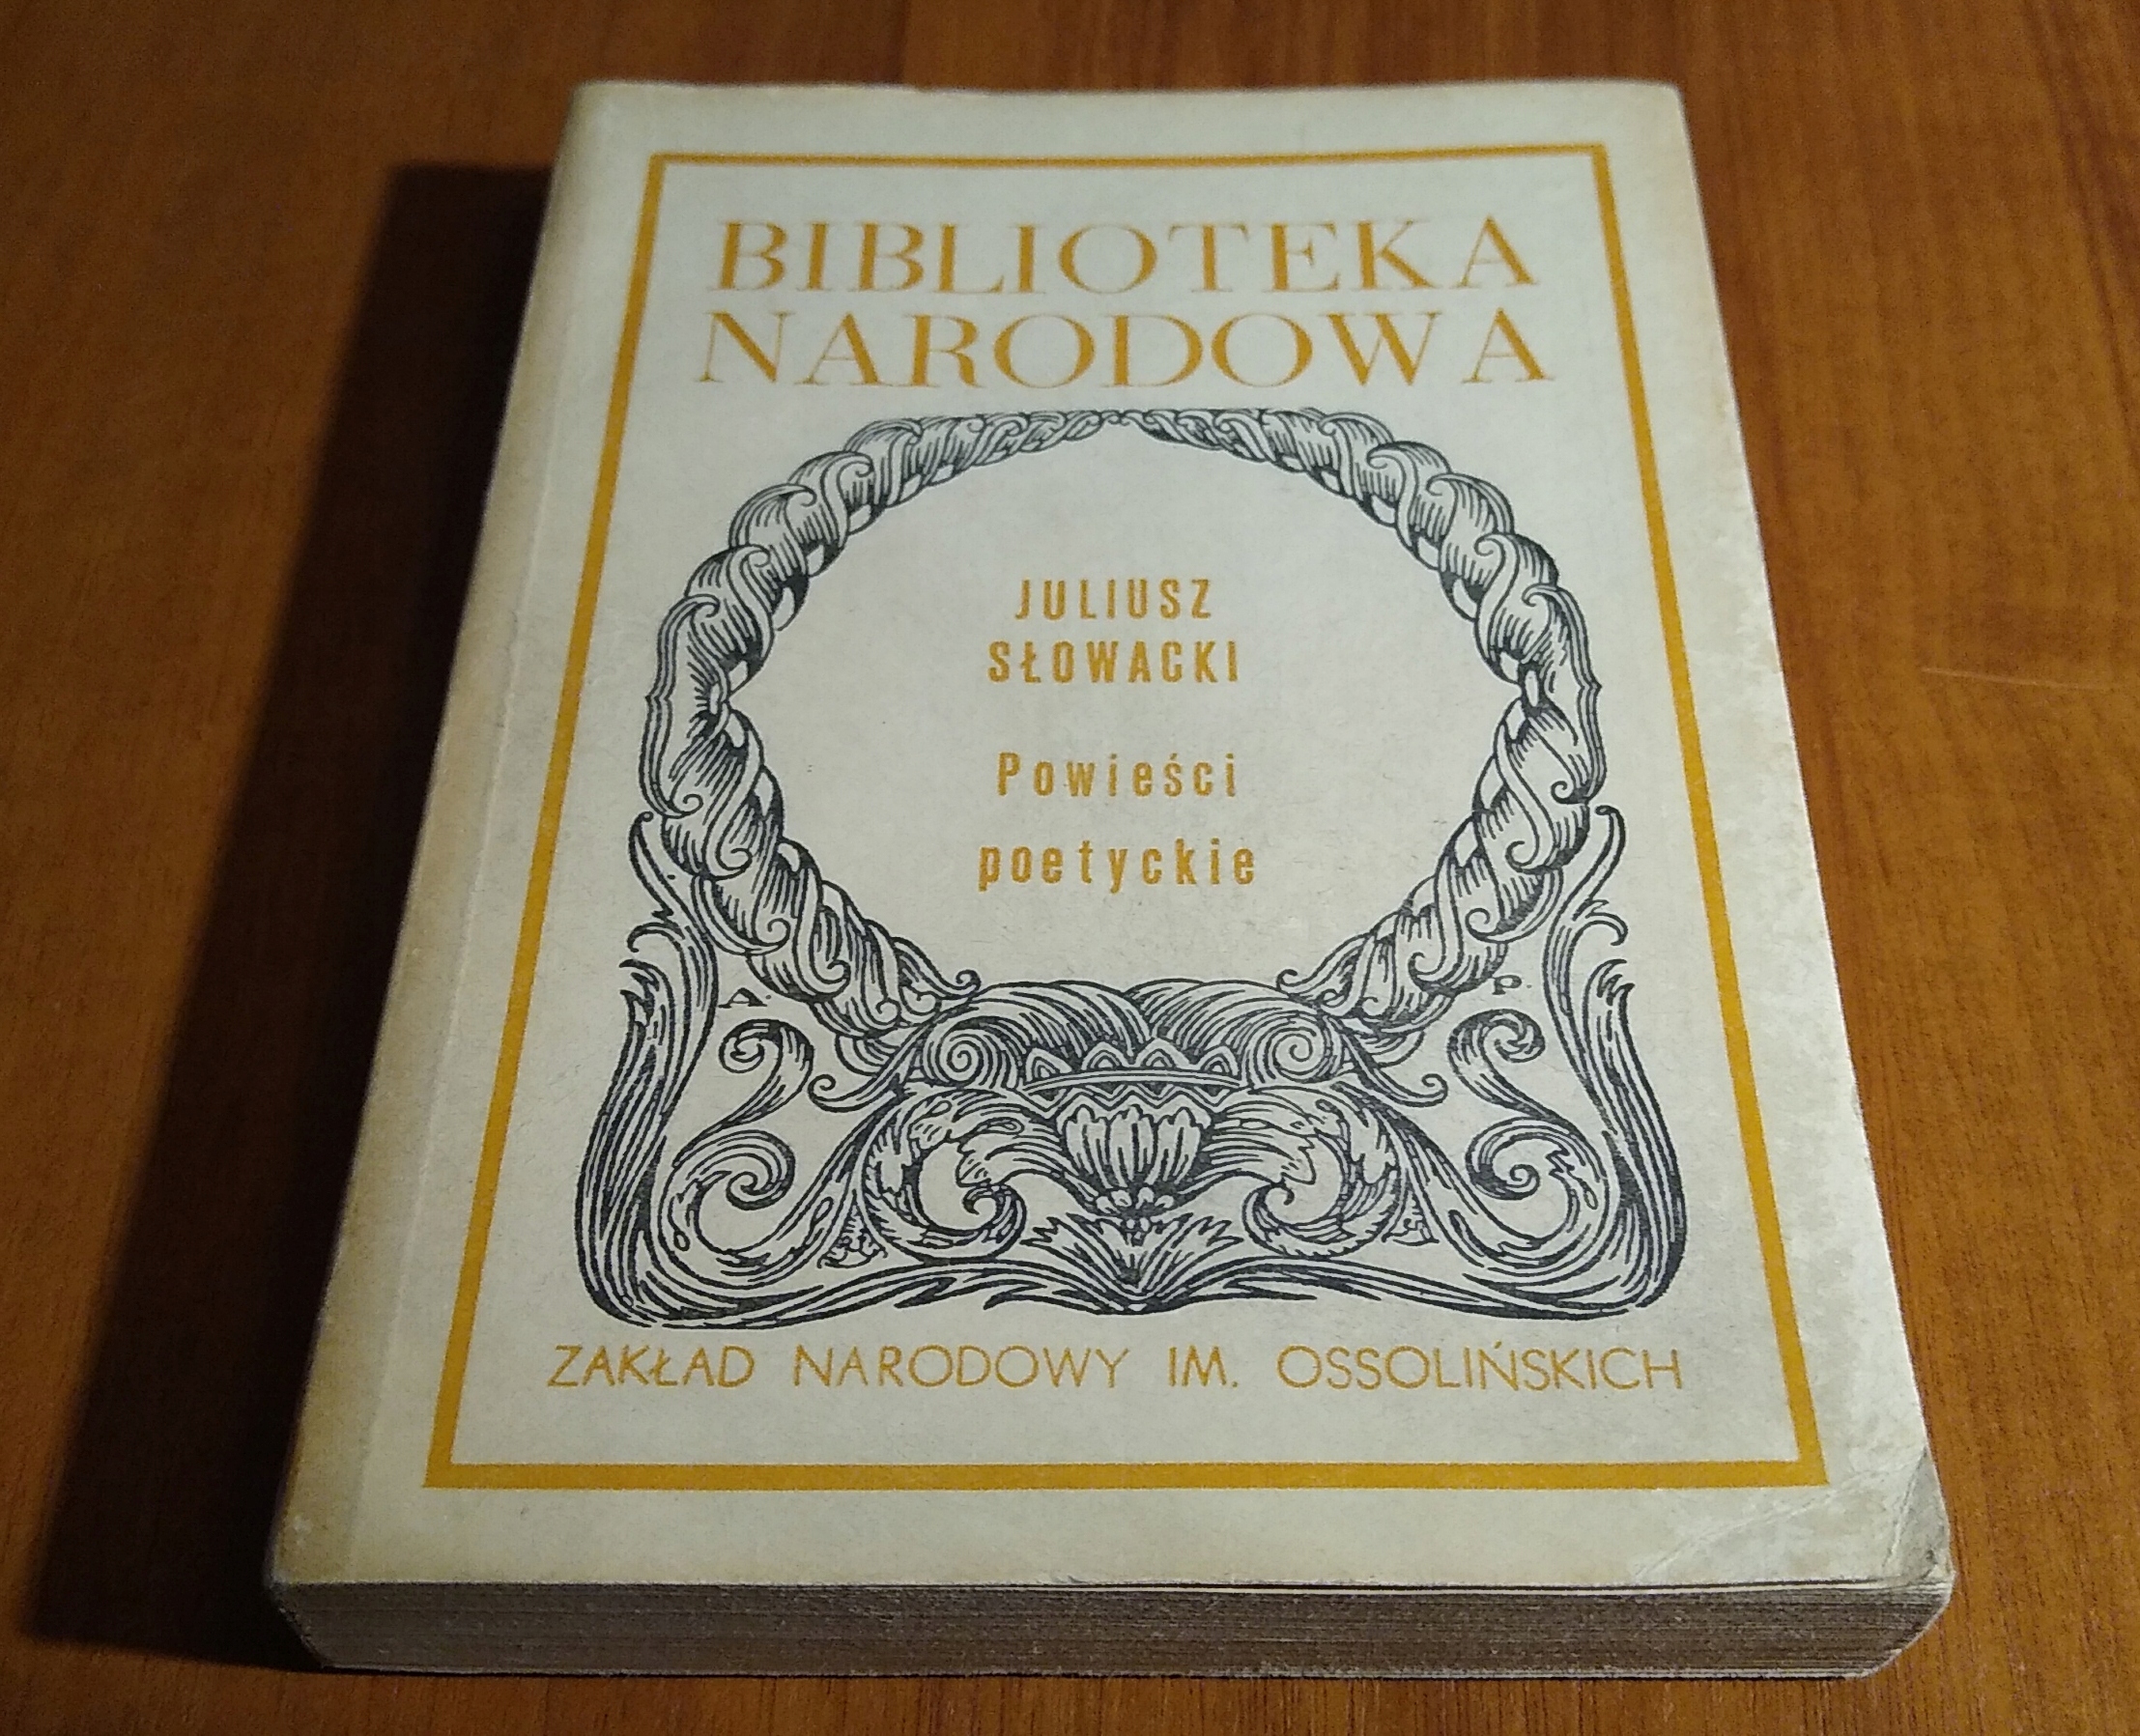 BIBLIOTEKA
NARODOWA
JULIUSZ
SŁOWACKI
Powieści
poetyckie
A. P.
ZAKŁAD NARODOWY IM. OSSOLIŃSKICH